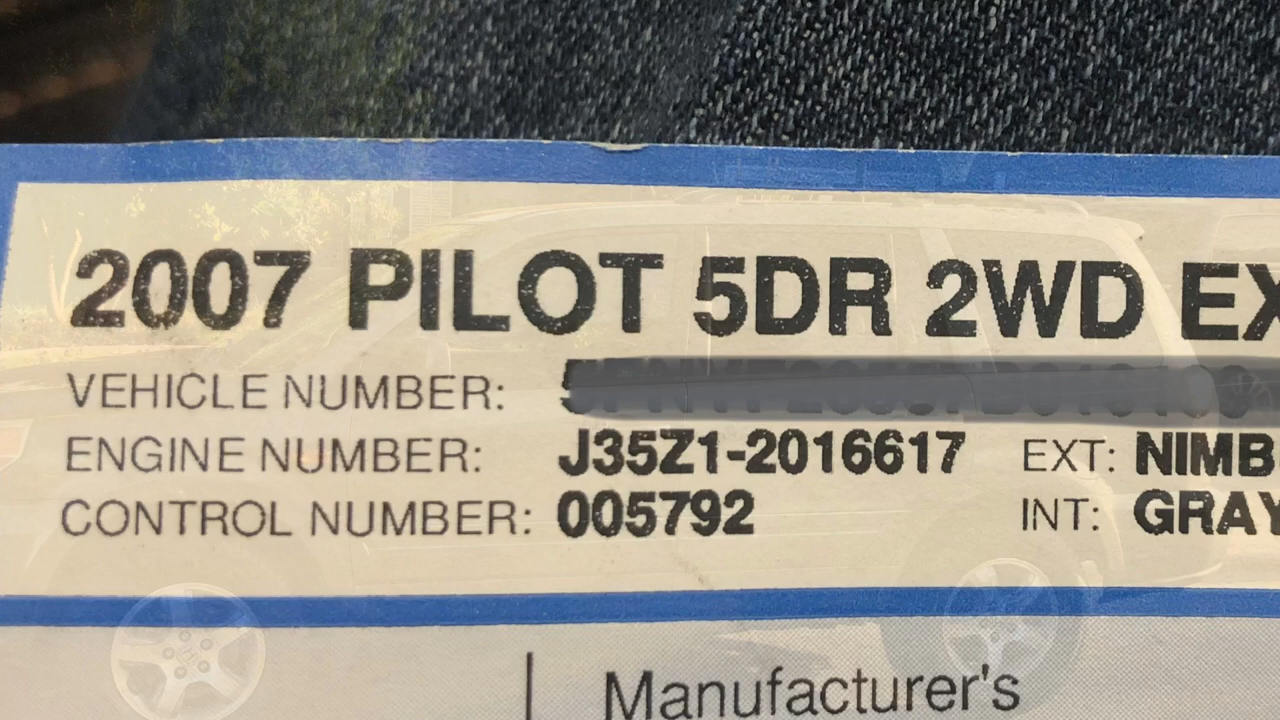 2007 PILOT 5DR 2WD EX
VEHICLE NUMBER:
ENGINE NUMBER: J35Z1-2016617 EXT: NIMB
CONTROL NUMBER: 005792 INT: GRAY
Manufacturer's